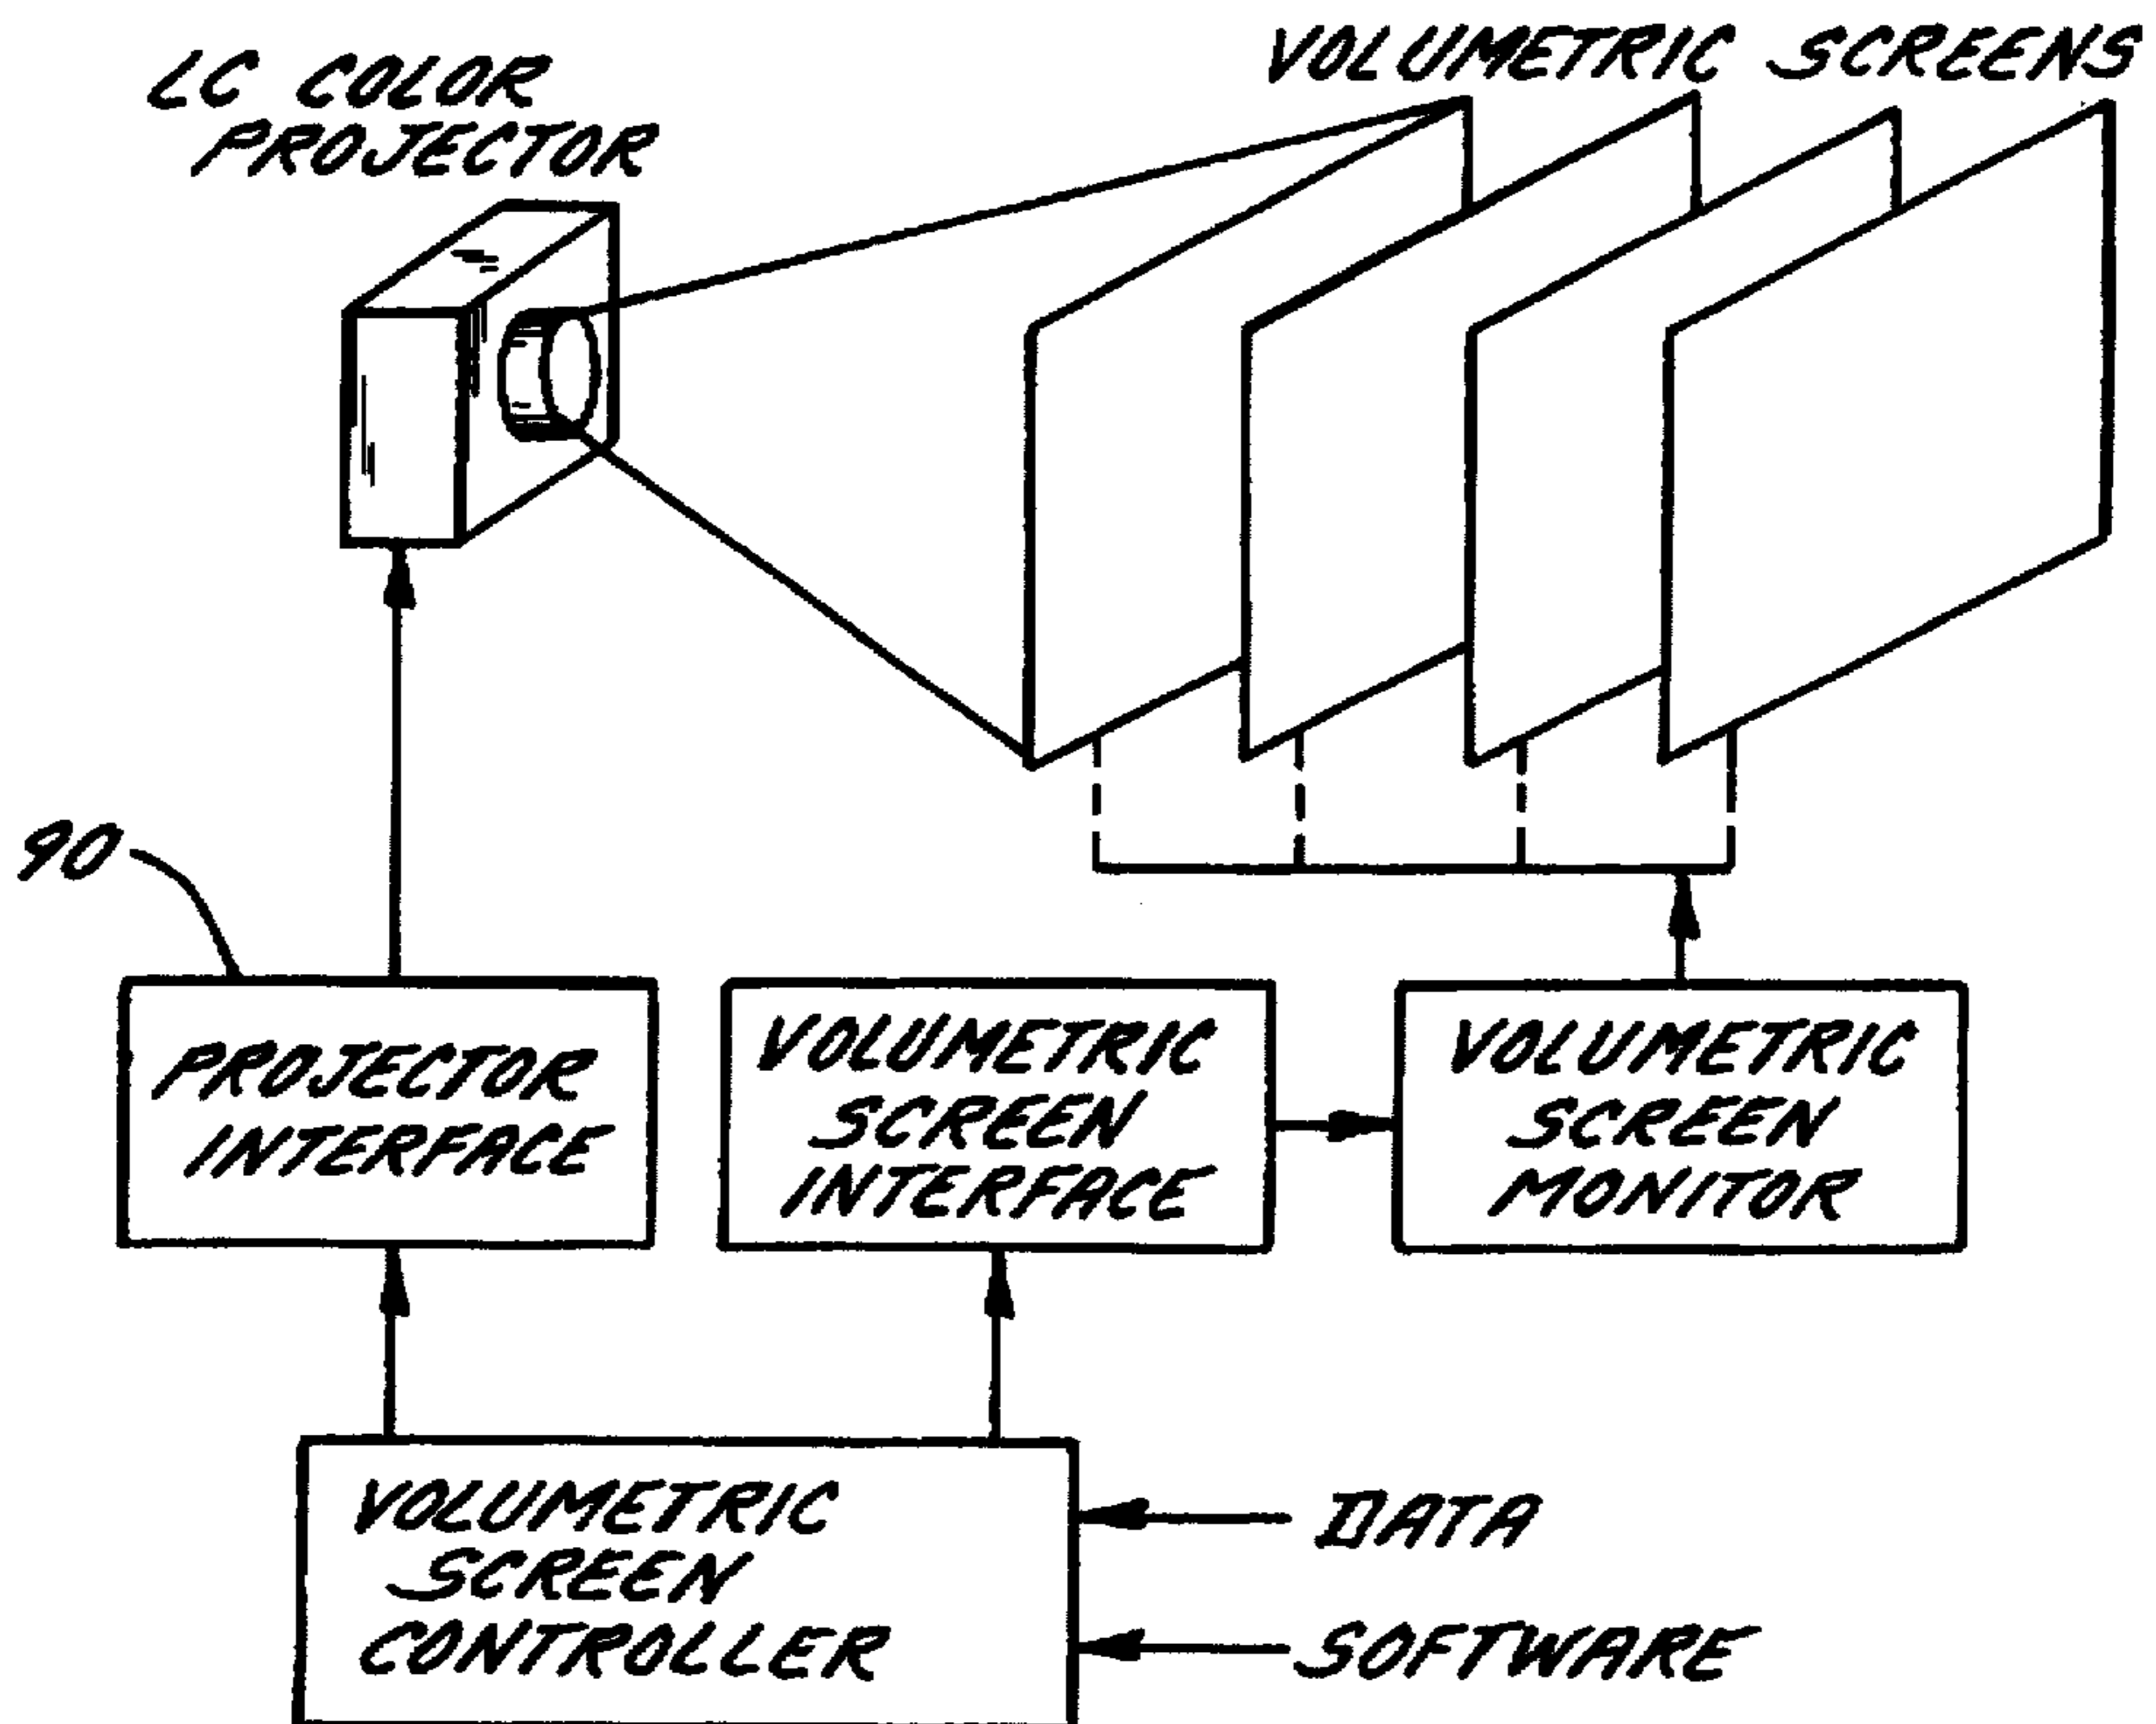 LC COLOR
PROJECTOR
VOLUMETRIC SCREENS
90
PROJECTOR
INTERFACE
VOLUMETRIC
SCREEN
INTERFACE
VOLUMETRIC
SCREEN
MONITOR
VOLUMETRIC
SCREEN
CONTROLLER
DATA
SOFTWARE